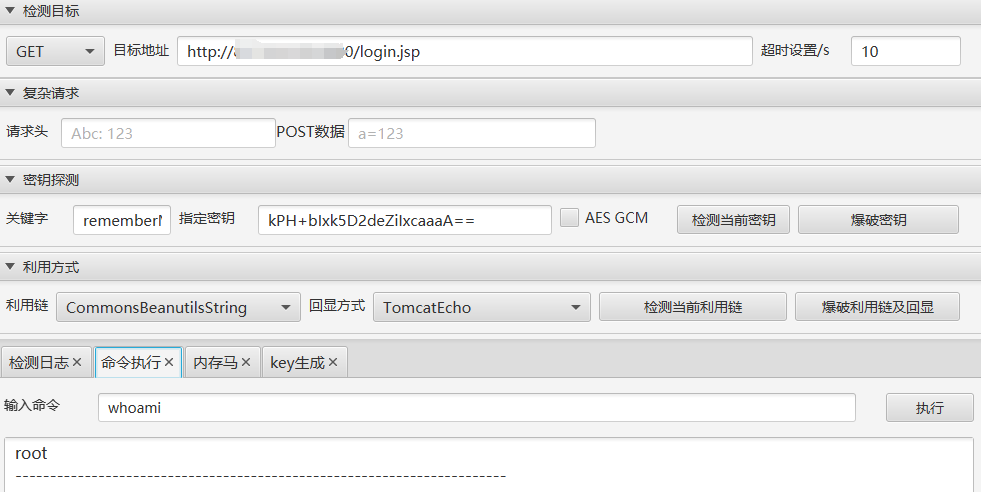 检测目标
GET 目标地址 http:// 0/login.jsp 超时设置/s 10
复杂请求
请求头 Abc: 123 POST数据 a=123
密钥探测
关键字 remember 指定密钥 kPH+bIxk5D2deZiIxcaaaA== AES GCM 检测当前密钥 爆破密钥
利用方式
利用链 CommonsBeanutilsString 回显方式 TomcatEcho 检测当前利用链 爆破利用链及回显
检测日志× 命令执行× 内存马× key生成×
输入命令 whoami 执行
root
----------------------------------------------------------------------